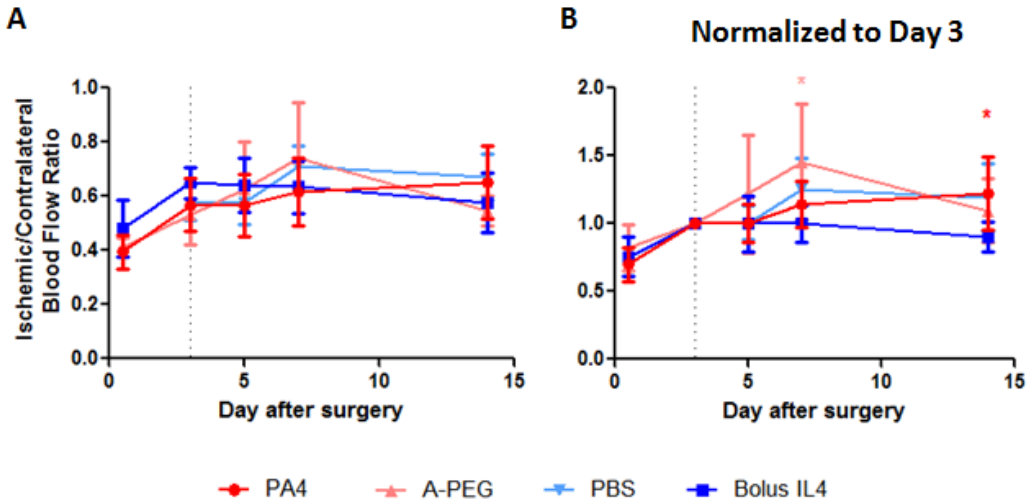 A
B
Normalized to Day 3
Ischemic/Contralateral
Blood Flow Ratio
1.0
0.8
0.6
0.4
0.2
0.0
0
5
10
15
Day after surgery
2.0
1.5
1.0
0.5
0.0
0
5
10
15
Day after surgery
*
*
PA4
A-PEG
PBS
Bolus IL4